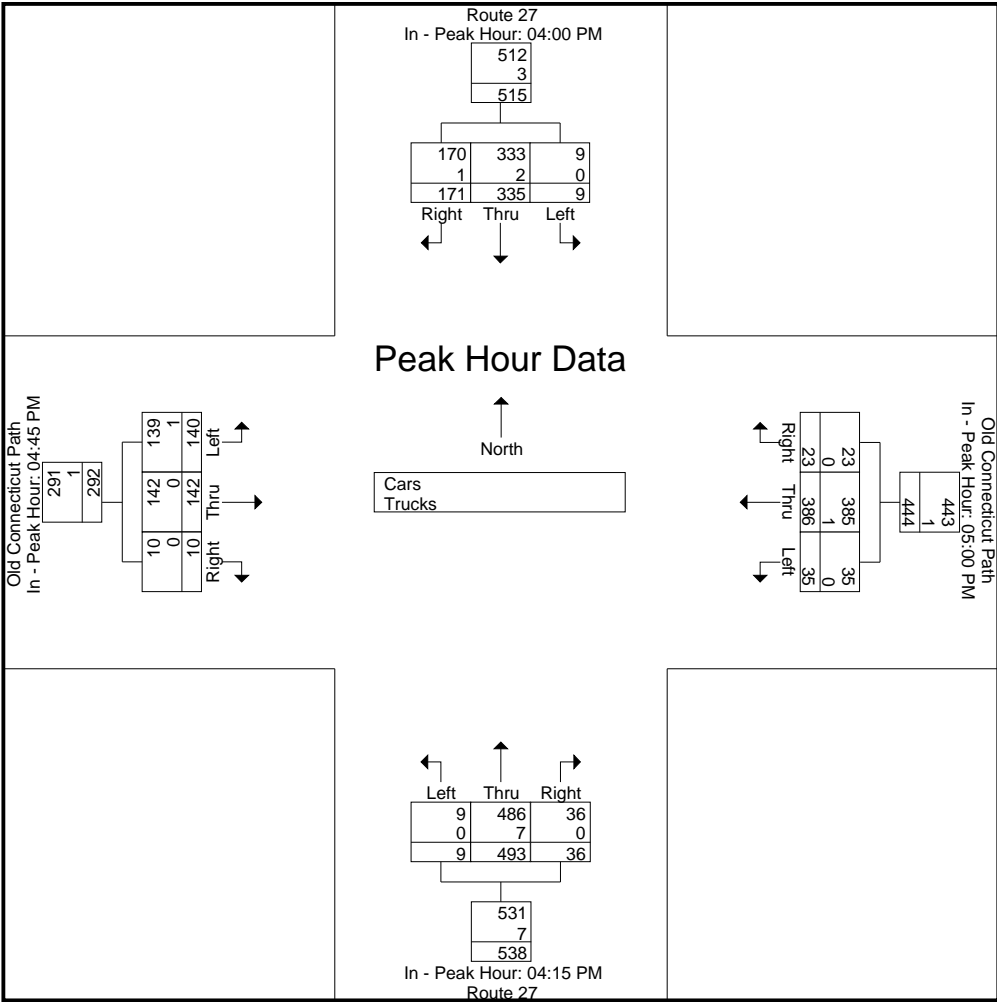 Route 27
In - Peak Hour: 04:00 PM
512
3
515
170 333 9
1 2 0
171 335 9
Right Thru Left
Peak Hour Data
North
Cars
Trucks
Old Connecticut Path
In - Peak Hour: 04:45 PM
291
1
292
139 1 140
142 0 142
10 0 10
Left
Thru
Right
Old Connecticut Path
In - Peak Hour: 05:00 PM
443
1
444
23 0 23
385 1 386
35 0 35
Right
Thru
Left
Left Thru Right
9 486 36
0 7 0
9 493 36
531
7
538
In - Peak Hour: 04:15 PM
Route 27